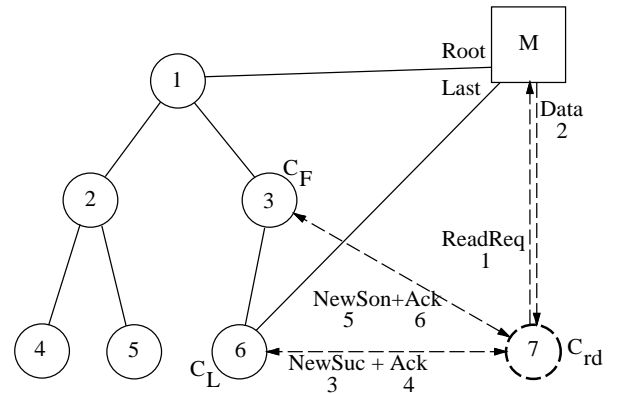 M
Root
1
Last
Data
2
C_F
2
3
ReadReq
1
NewSon+Ack
5 6
4
5
6
7
C_rd
C_L
NewSuc + Ack
3 4